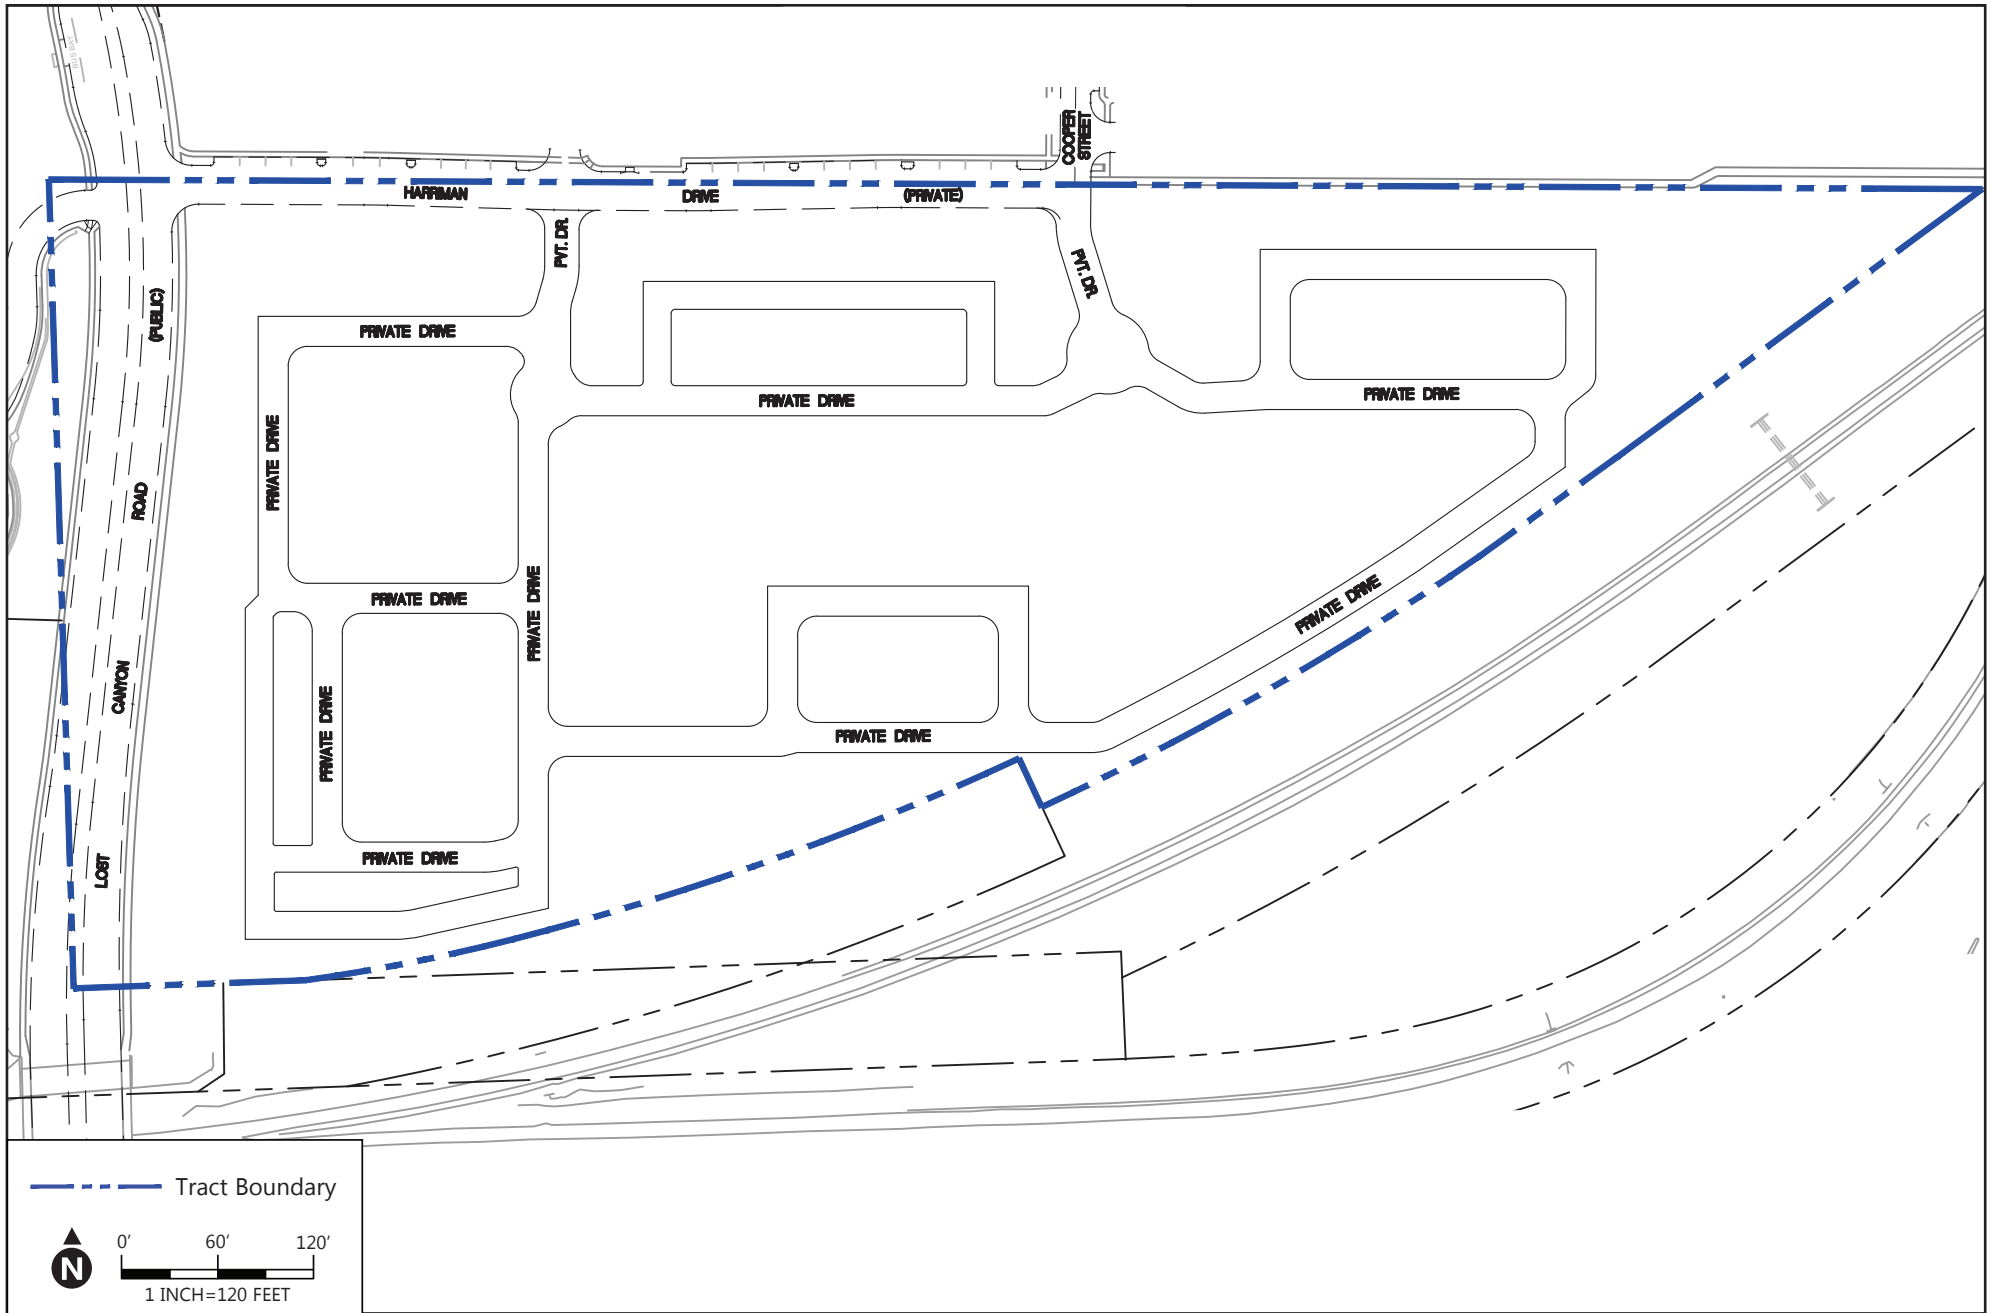 BUS BAY
COOPER
STREET
HARRIMAN DRIVE (PRIVATE)
PVT. DR.
PVT. DR.
(PUBLIC)
PRIVATE DRIVE
PRIVATE DRIVE
PRIVATE DRIVE
PRIVATE DRIVE
ROAD
PRIVATE DRIVE
PRIVATE DRIVE
PRIVATE DRIVE
CANYON
PRIVATE DRIVE
PRIVATE DRIVE
LOST
PRIVATE DRIVE
Tract Boundary
0' 60' 120'
N
1 INCH=120 FEET